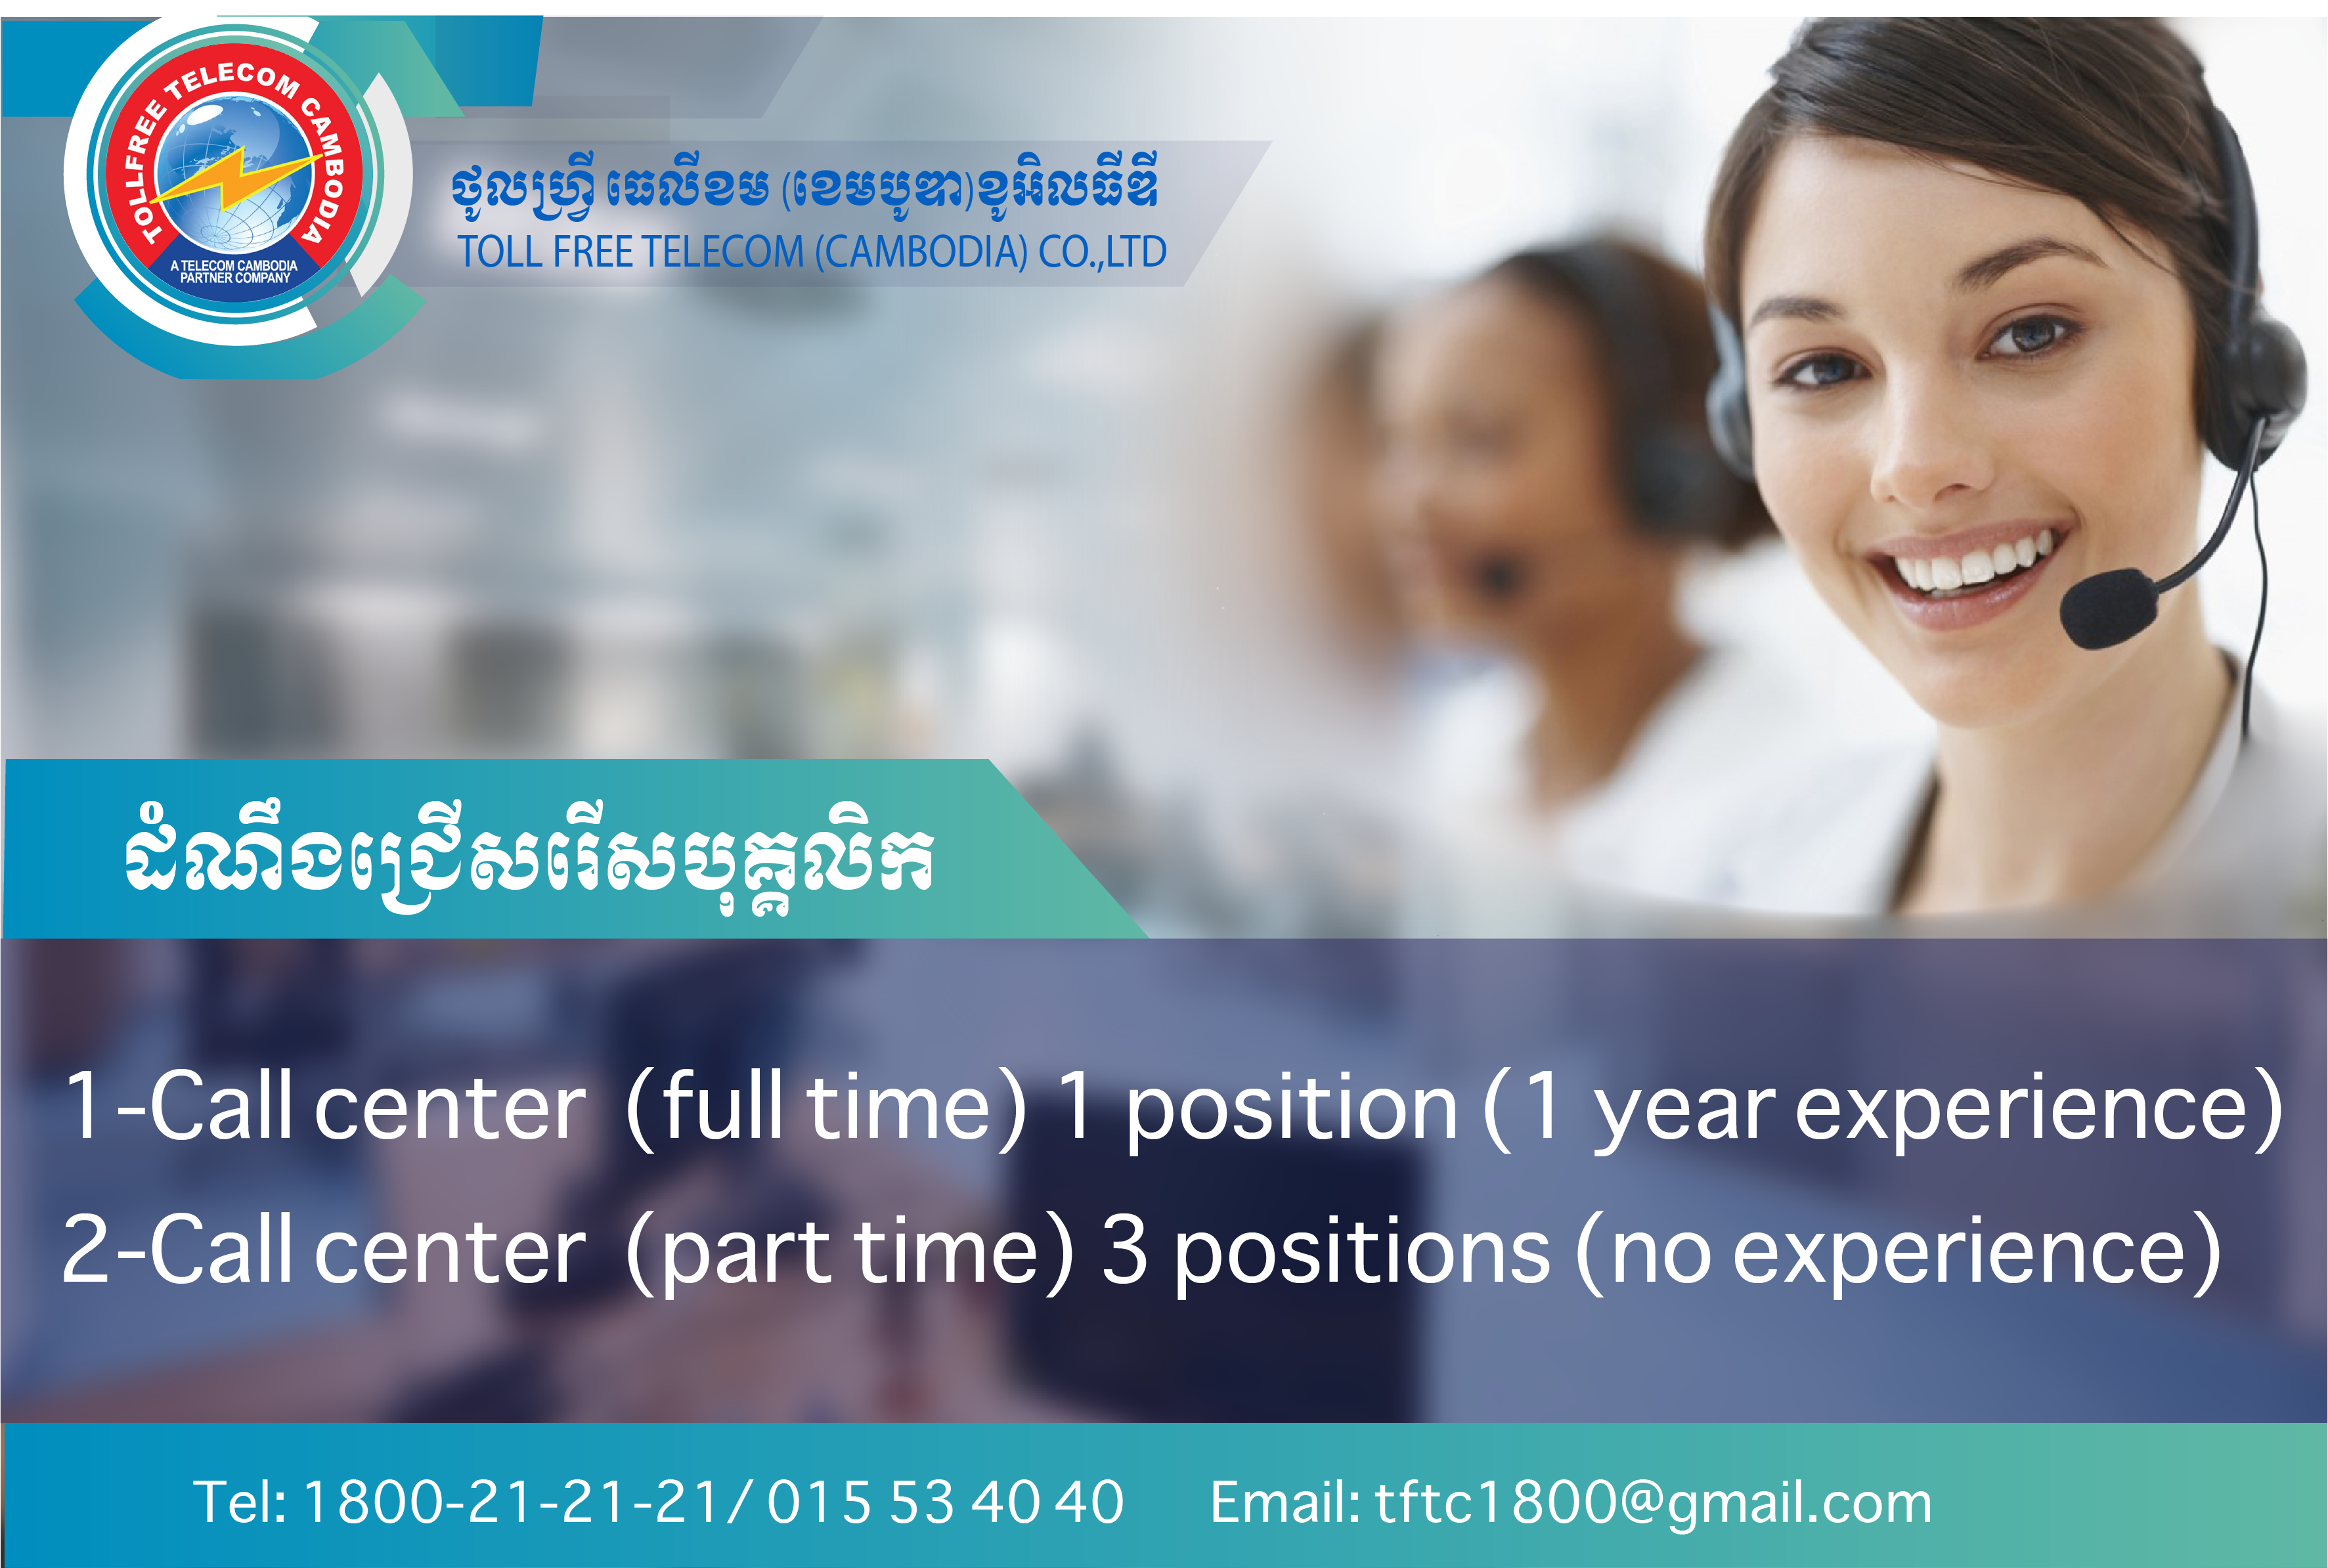 TOLLFREE TELECOM CAMBODIA
A TELECOM CAMBODIA
PARTNER COMPANY
ថូលហ្វ្រី ធេលីខម (ខេមបូឌា)ខូអិលធីឌី
TOLL FREE TELECOM (CAMBODIA) CO.,LTD
ដំណឹងជ្រើសរើសបុគ្គលិក
1-Call center (full time) 1 position (1 year experience)
2-Call center (part time) 3 positions (no experience)
Tel: 1800-21-21-21/ 015 53 40 40 Email: tftc1800@gmail.com